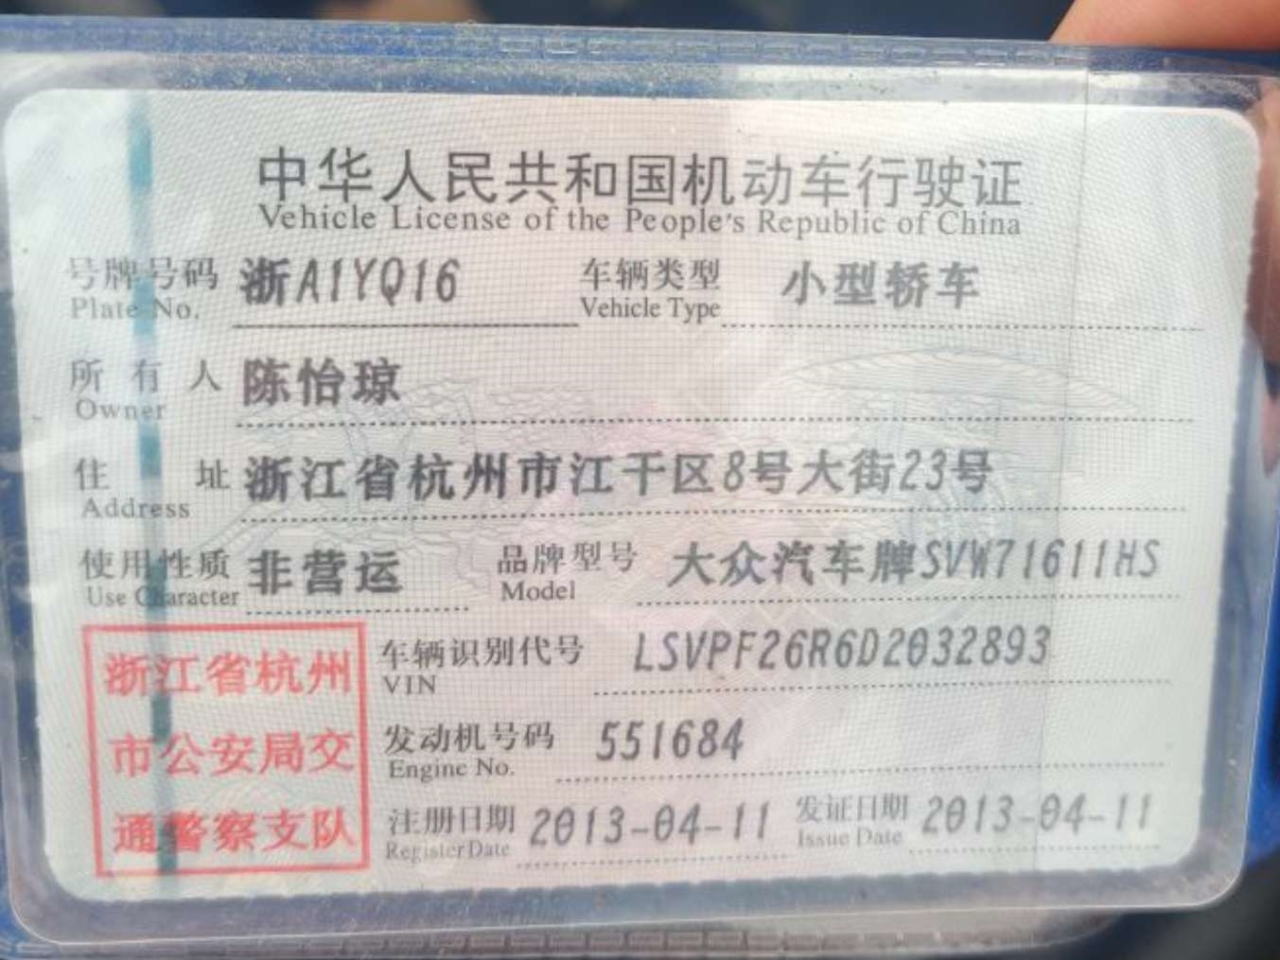 中华人民共和国机动车行驶证
Vehicle License of the People's Republic of China
号牌号码 浙A1YQ16 车辆类型 小型轿车
Plate No. Vehicle Type
所有人 陈怡琼
Owner
住址 浙江省杭州市江干区8号大街23号
Address
使用性质 非营运 品牌型号 大众汽车牌SVW71611HS
Use Character Model
浙江省杭州
市公安局交
通警察支队
车辆识别代号 LSVPF26R6D2032893
VIN
发动机号码 551684
Engine No.
注册日期 2013-04-11 发证日期 2013-04-11
Register Date Issue Date